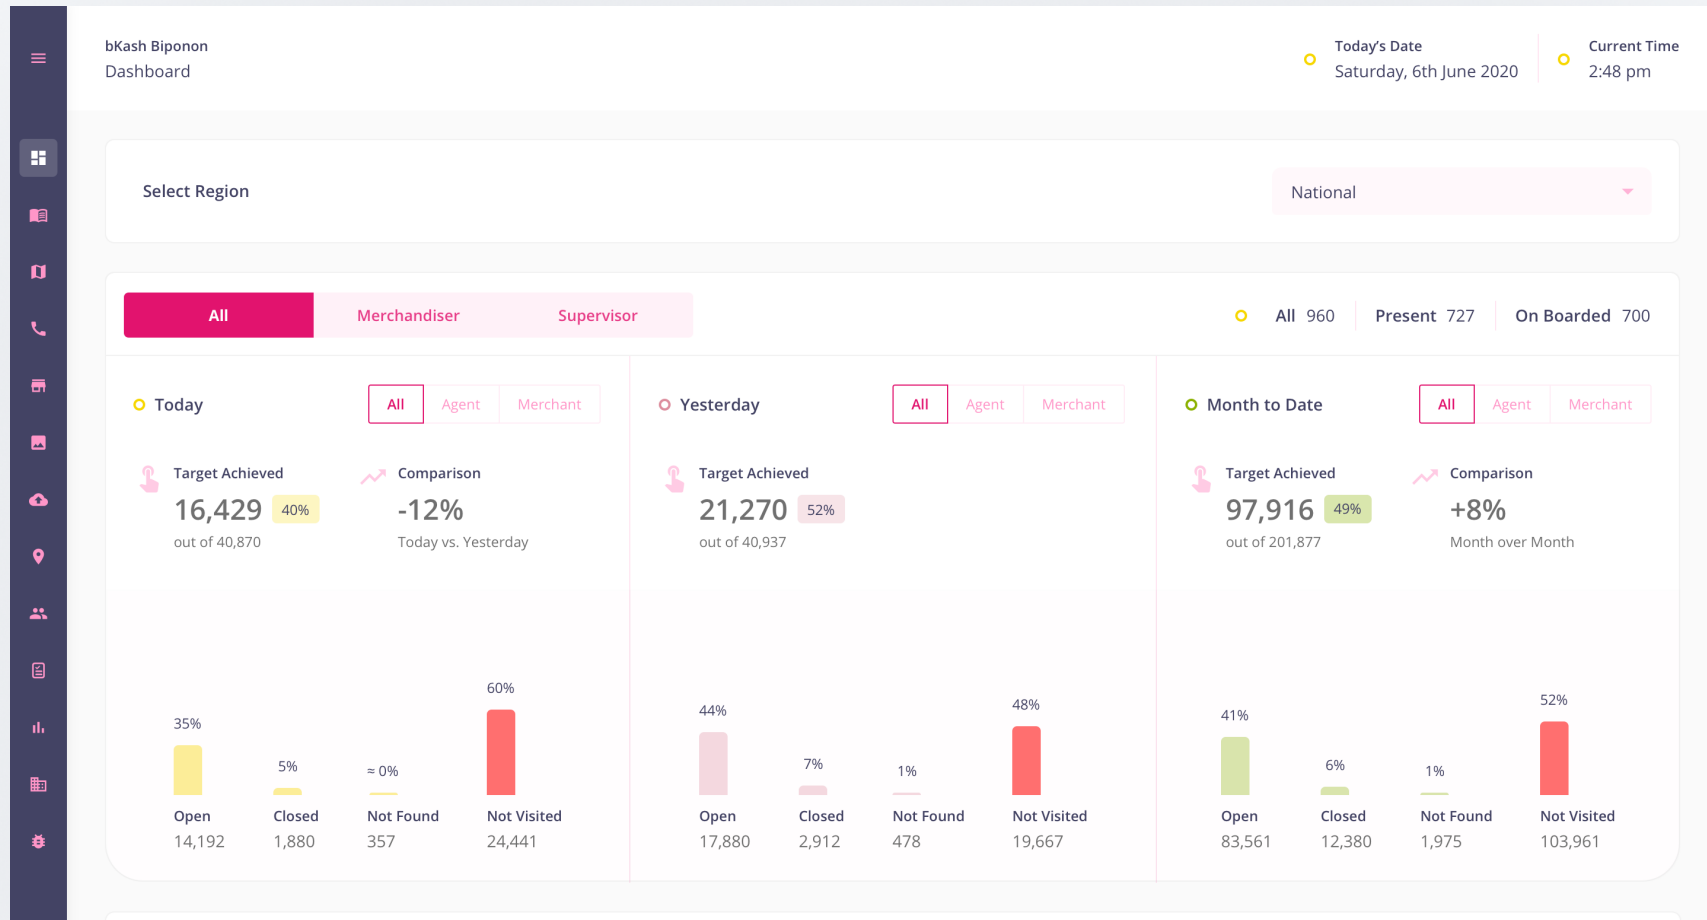 bKash Biponon
Dashboard
Today's Date
Saturday, 6th June 2020
Current Time
2:48 pm
Select Region
National
All Merchandiser Supervisor
All 960 Present 727 On Boarded 700
Today
All Agent Merchant
Target Achieved
16,429 40%
out of 40,870
Comparison
-12%
Today vs. Yesterday
35% 5% ≈ 0% 60%
Open Closed Not Found Not Visited
14,192 1,880 357 24,441
Yesterday
All Agent Merchant
Target Achieved
21,270 52%
out of 40,937
44% 7% 1% 48%
Open Closed Not Found Not Visited
17,880 2,912 478 19,667
Month to Date
All Agent Merchant
Target Achieved
97,916 49%
out of 201,877
Comparison
+8%
Month over Month
41% 6% 1% 52%
Open Closed Not Found Not Visited
83,561 12,380 1,975 103,961